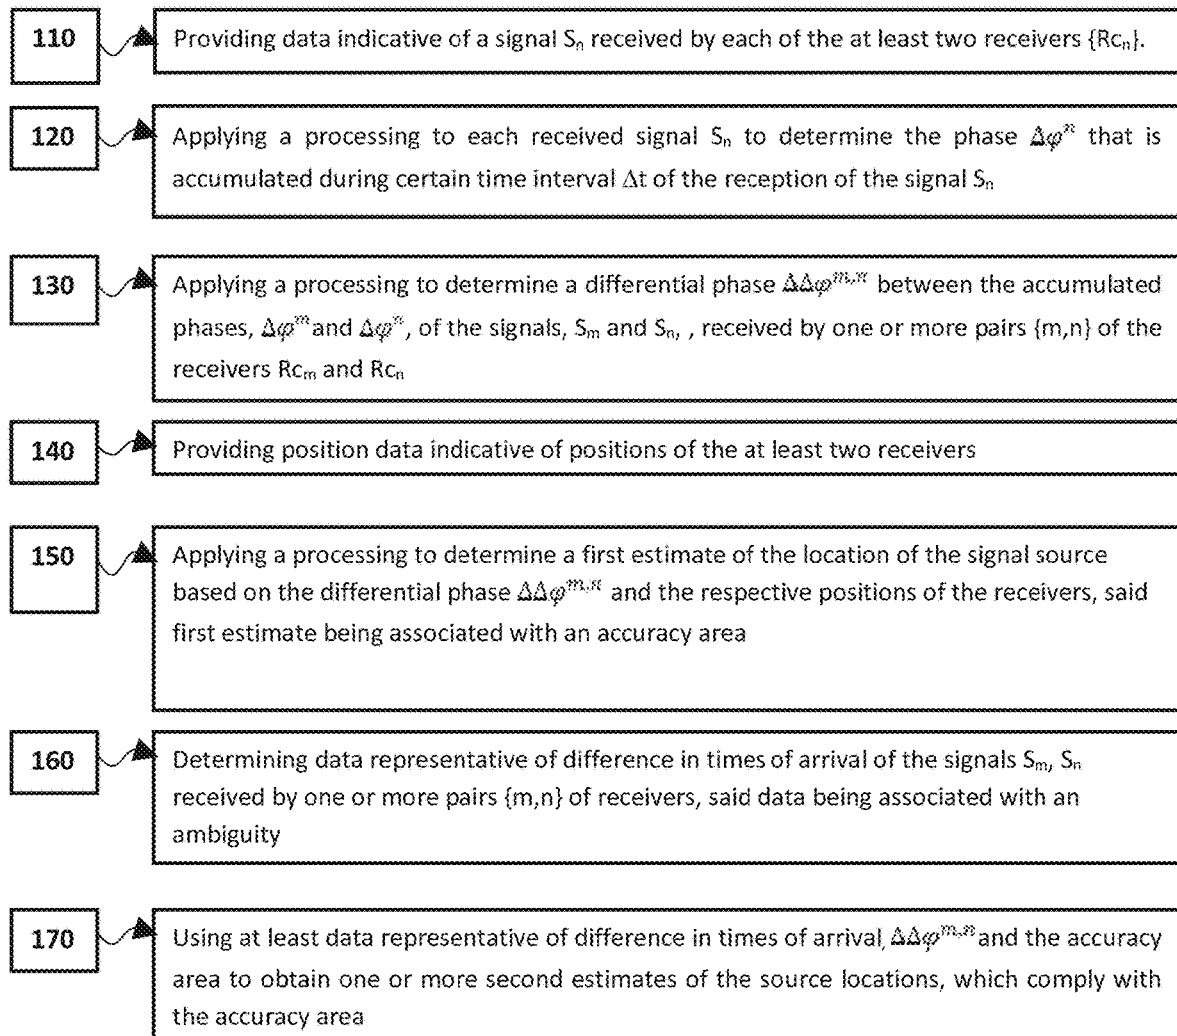 110 Providing data indicative of a signal Sₙ received by each of the at least two receivers {Rcₙ}.
120 Applying a processing to each received signal Sₙ to determine the phase Δφⁿ that is
accumulated during certain time interval Δt of the reception of the signal Sₙ
130 Applying a processing to determine a differential phase ΔΔφᵐ,ⁿ between the accumulated
phases, Δφᵐ and Δφⁿ, of the signals, Sₘ and Sₙ, , received by one or more pairs {m,n} of the
receivers Rcₘ and Rcₙ
140 Providing position data indicative of positions of the at least two receivers
150 Applying a processing to determine a first estimate of the location of the signal source
based on the differential phase ΔΔφᵐ,ⁿ and the respective positions of the receivers, said
first estimate being associated with an accuracy area
160 Determining data representative of difference in times of arrival of the signals Sₘ, Sₙ
received by one or more pairs {m,n} of receivers, said data being associated with an
ambiguity
170 Using at least data representative of difference in times of arrival, ΔΔφᵐ,ⁿ and the accuracy
area to obtain one or more second estimates of the source locations, which comply with
the accuracy area